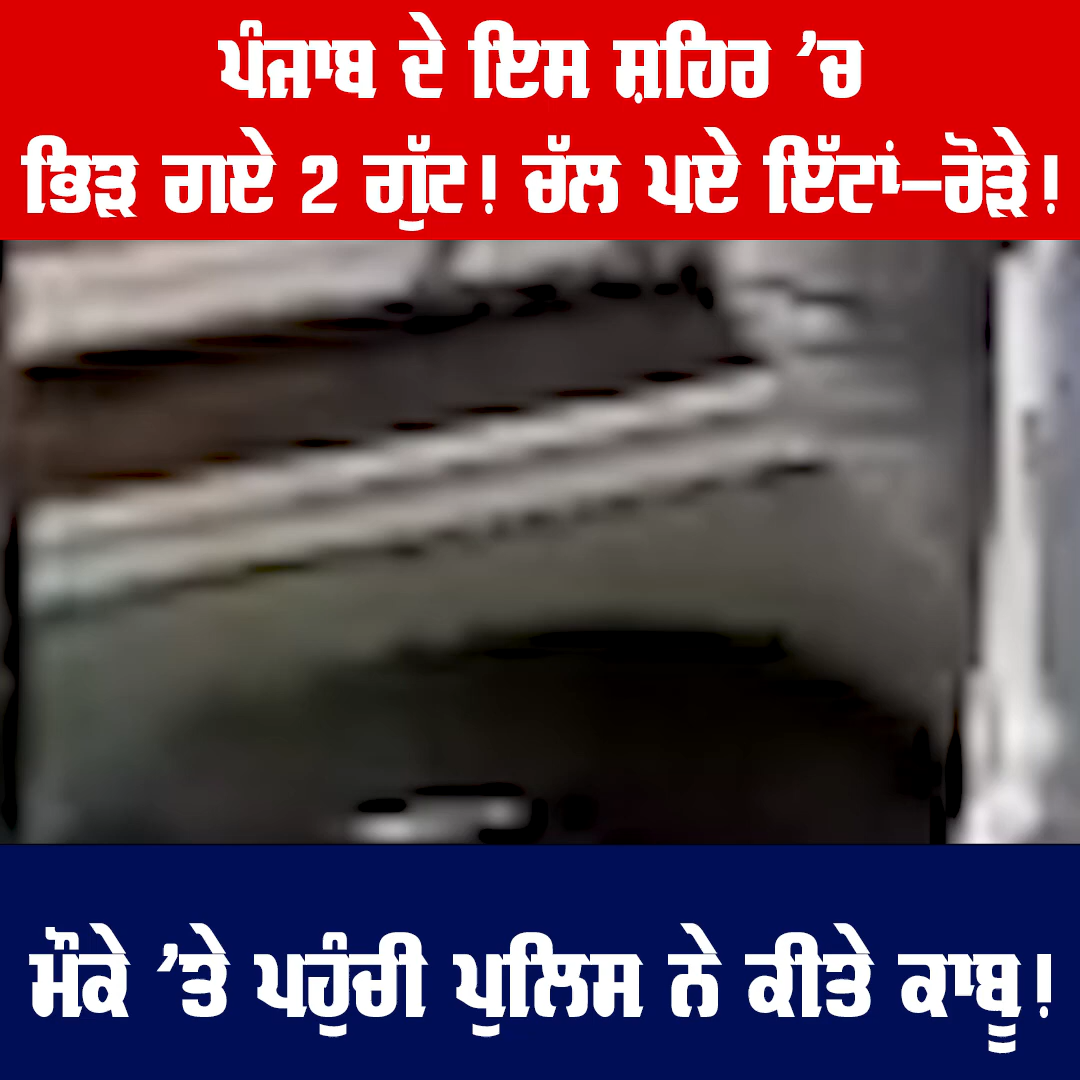 ਪੰਜਾਬ ਦੇ ਇਸ ਸ਼ਹਿਰ 'ਚ
ਭਿੜ ਗਏ 2 ਗੁੱਟ! ਚੱਲ ਪਏ ਇੱਟਾਂ-ਰੋੜੇ!
ਮੌਕੇ 'ਤੇ ਪਹੁੰਚੀ ਪੁਲਿਸ ਨੇ ਕੀਤੇ ਕਾਬੂ!